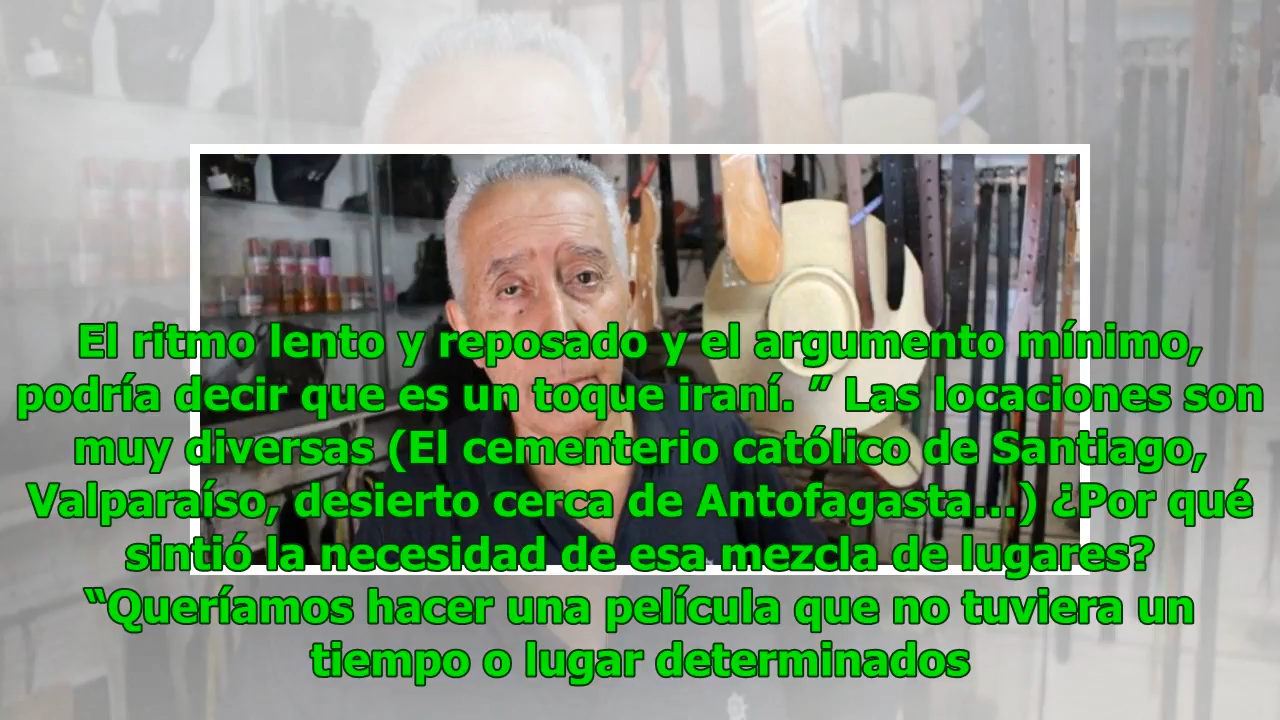 El ritmo lento y reposado y el argumento mínimo,
podría decir que es un toque iraní. ” Las locaciones son
muy diversas (El cementerio católico de Santiago,
Valparaíso, desierto cerca de Antofagasta...) ¿Por qué
sintió la necesidad de esa mezcla de lugares?
“Queríamos hacer una película que no tuviera un
tiempo o lugar determinados